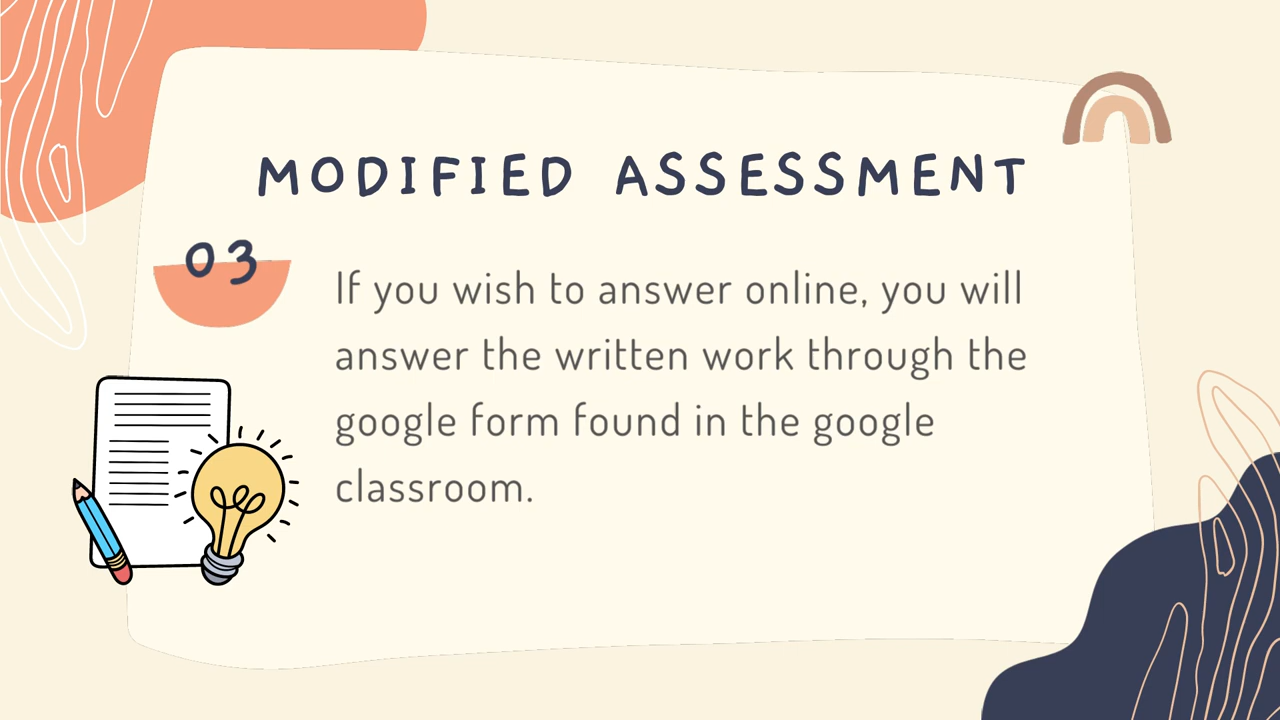 MODIFIED ASSESSMENT
03
If you wish to answer online, you will
answer the written work through the
google form found in the google
classroom.